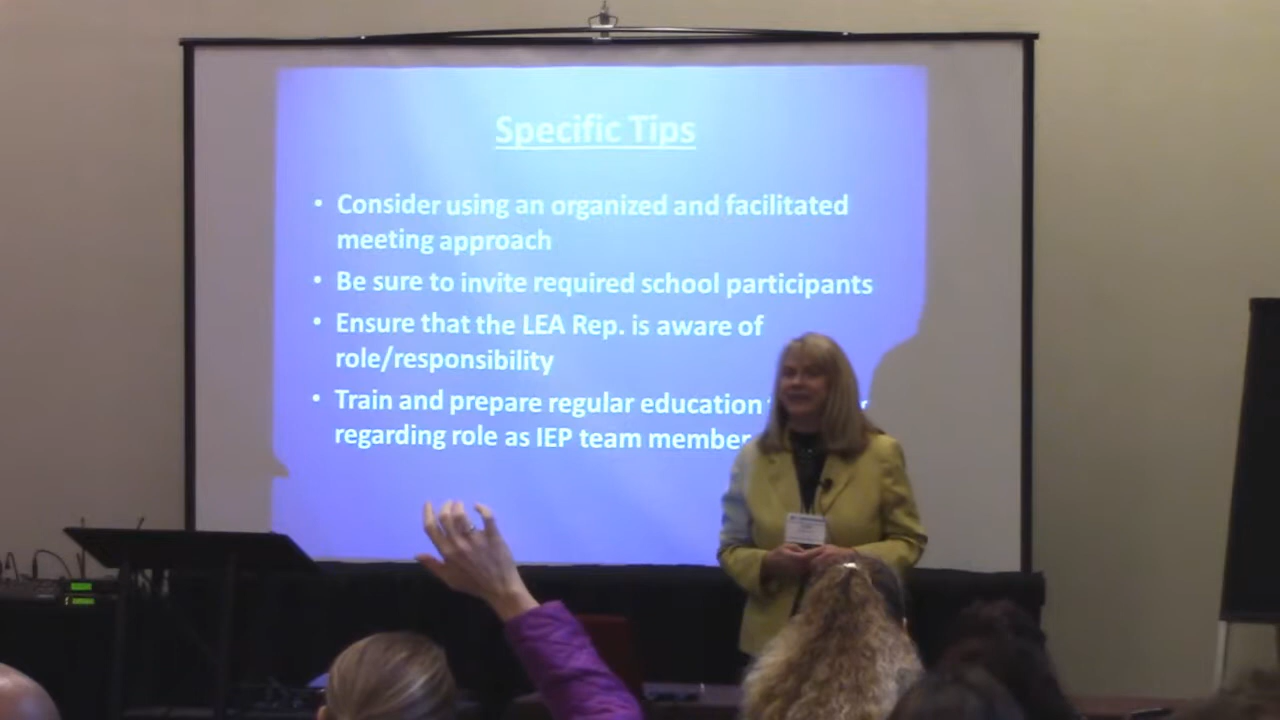 Specific Tips
• Consider using an organized and facilitated
meeting approach
• Be sure to invite required school participants
• Ensure that the LEA Rep. is aware of
role/responsibility
• Train and prepare regular education
regarding role as IEP team member